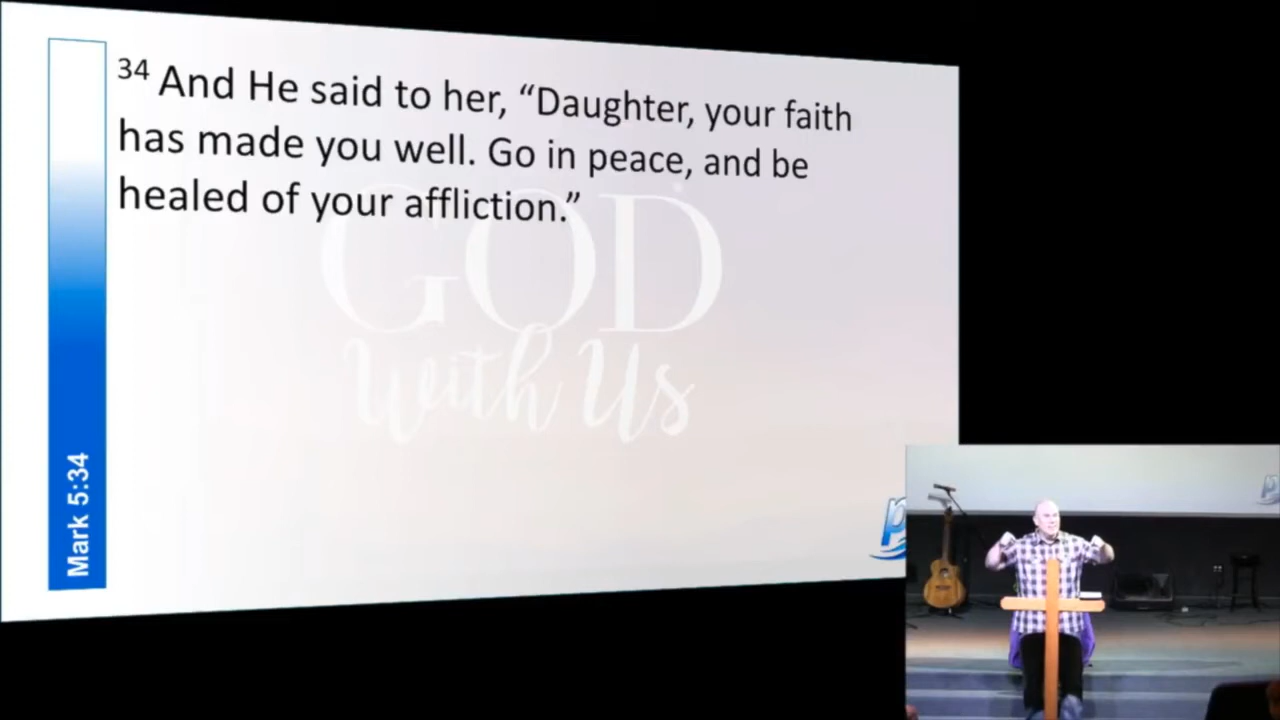 34 And He said to her, “Daughter, your faith
has made you well. Go in peace, and be
healed of your affliction.”
GOD
With Us
Mark 5:34